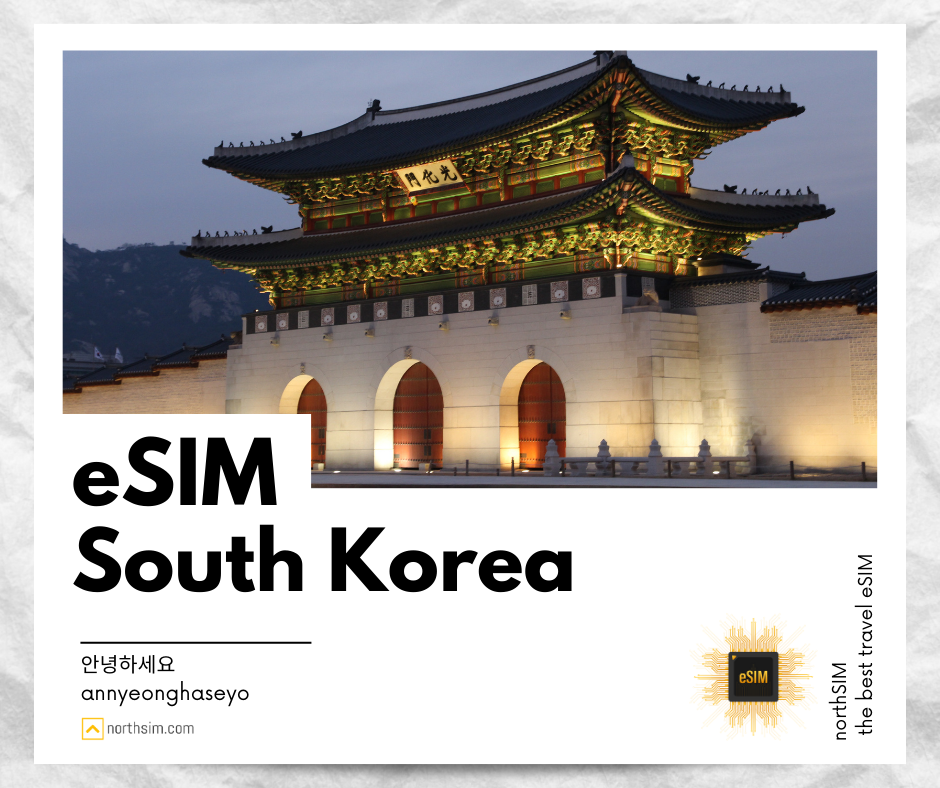 門化光
eSIM
South Korea
안녕하세요
annyeonghaseyo
northsim.com
eSIM
northSIM
the best travel eSIM